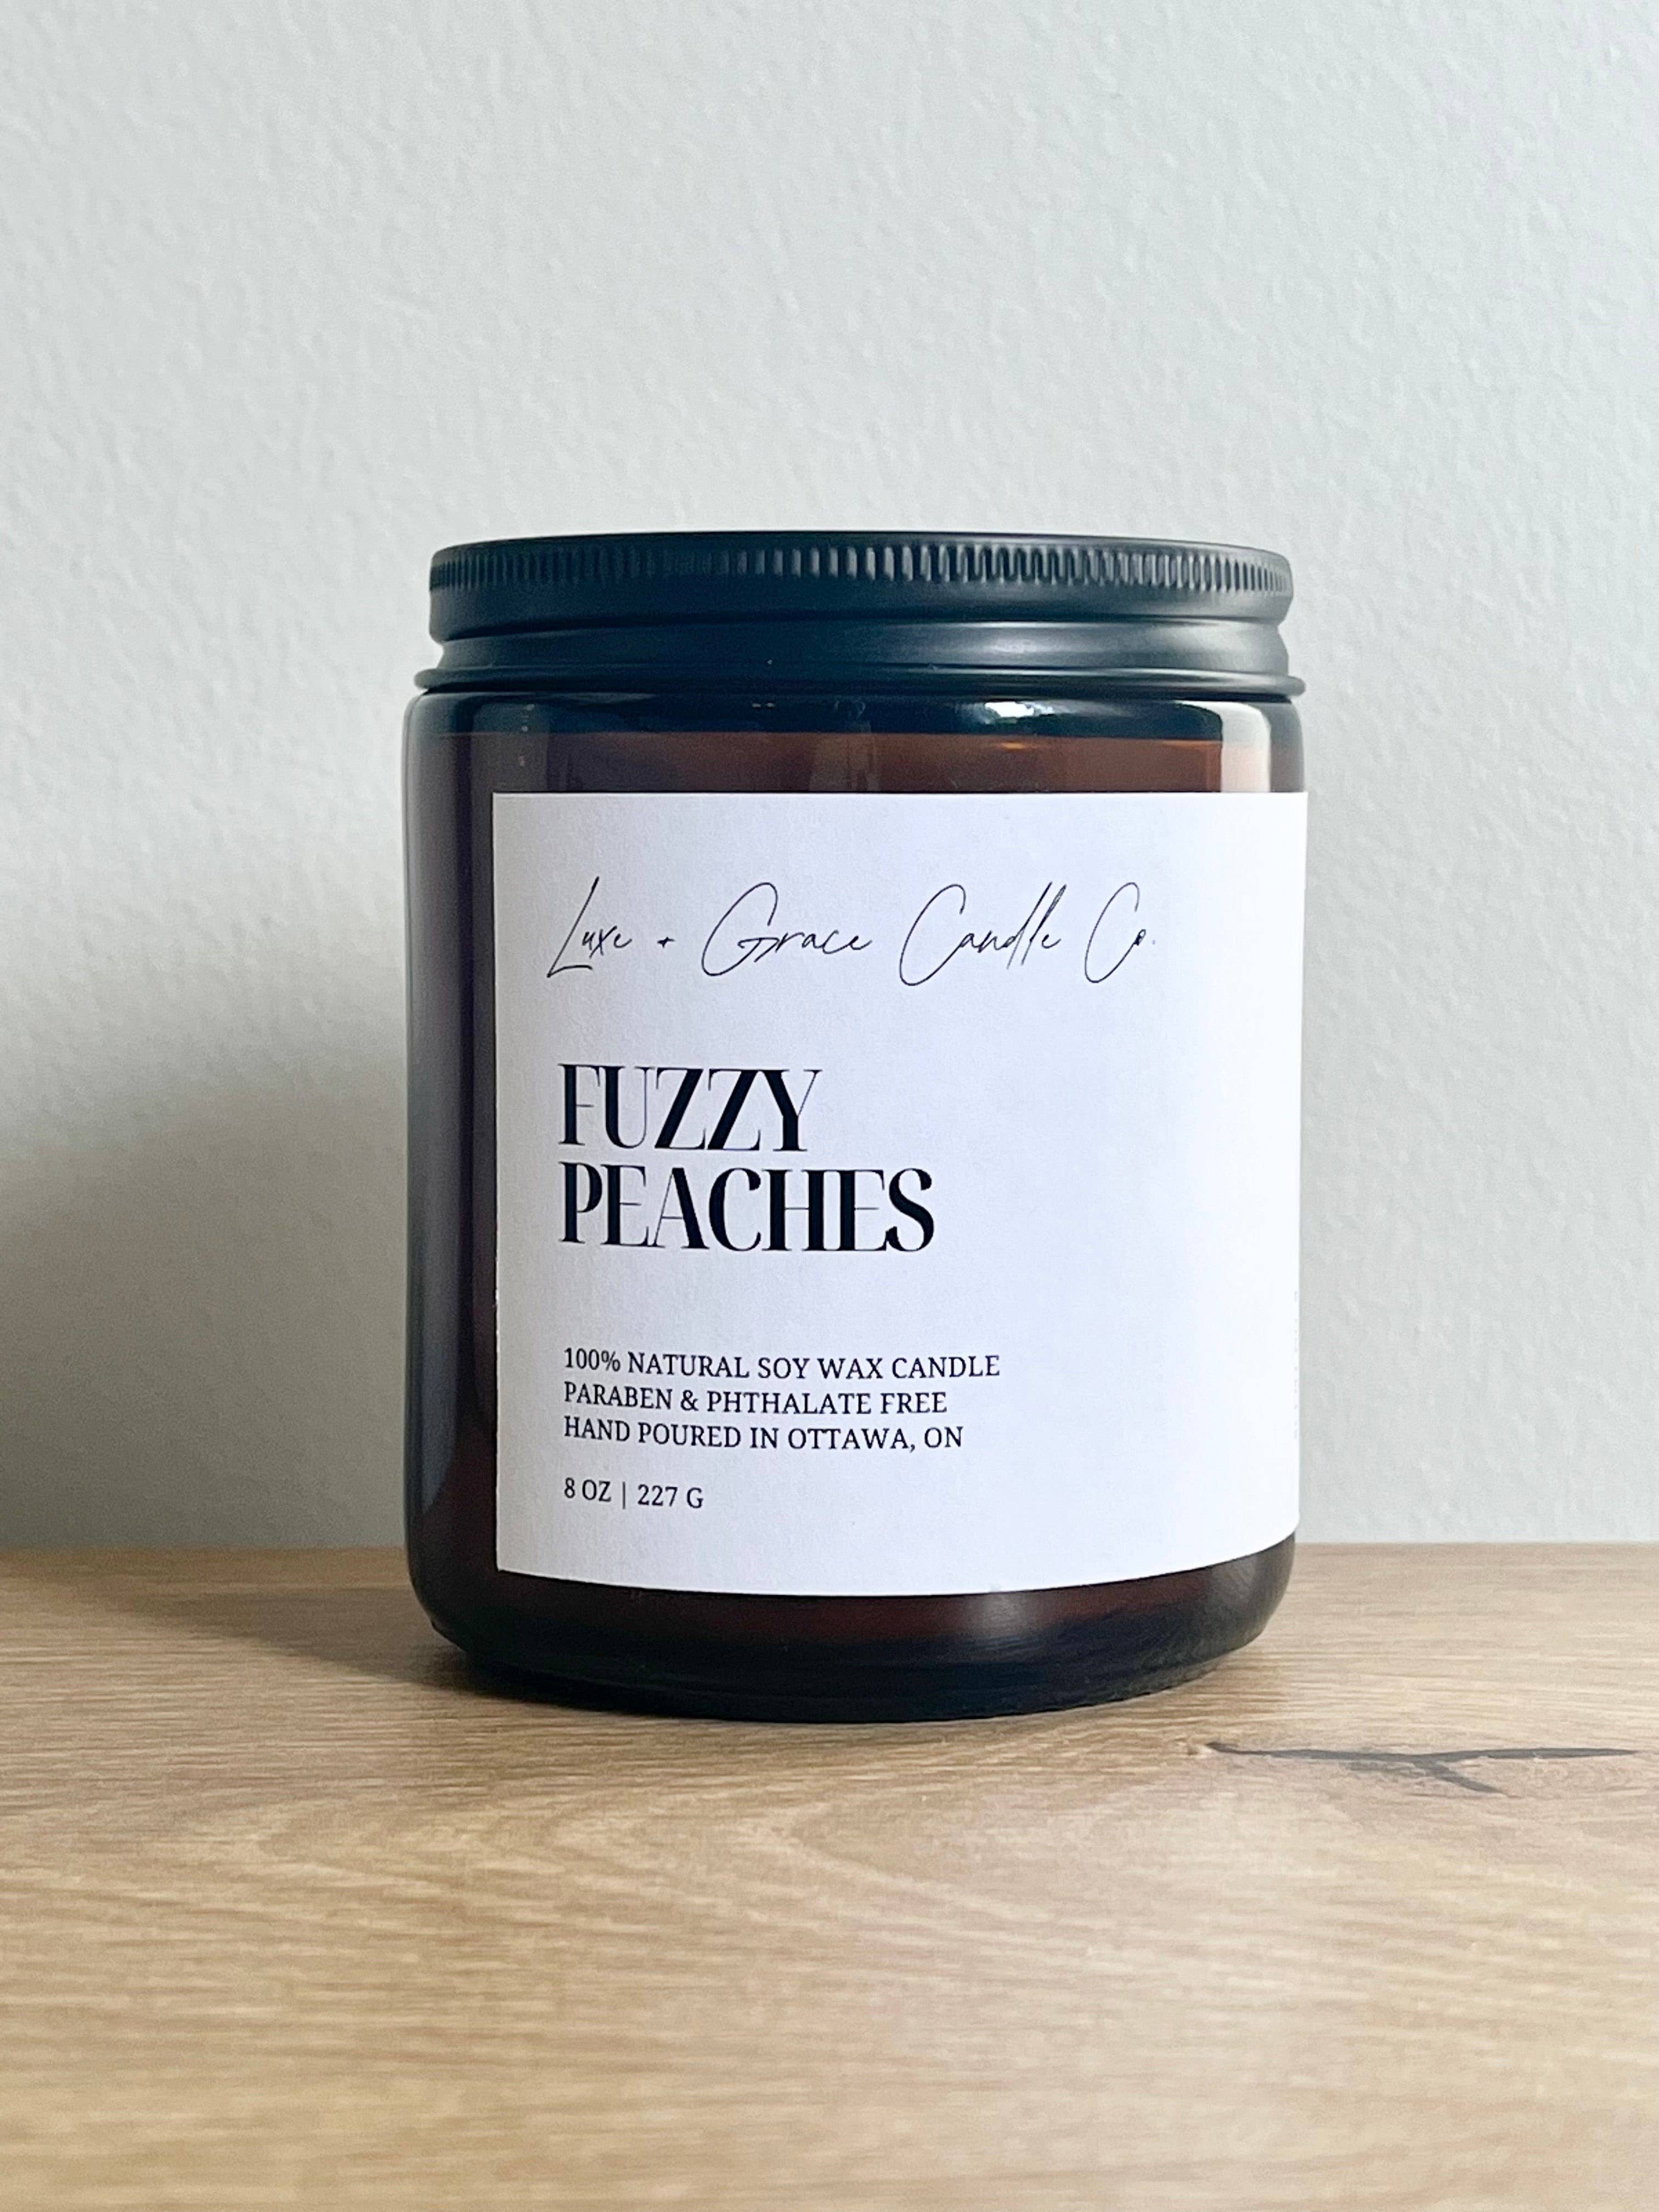 Luxe + Grace Candle Co.
FUZZY
PEACHES
100% NATURAL SOY WAX CANDLE
PARABEN & PHTHALATE FREE
HAND POURED IN OTTAWA, ON
8 OZ | 227 G